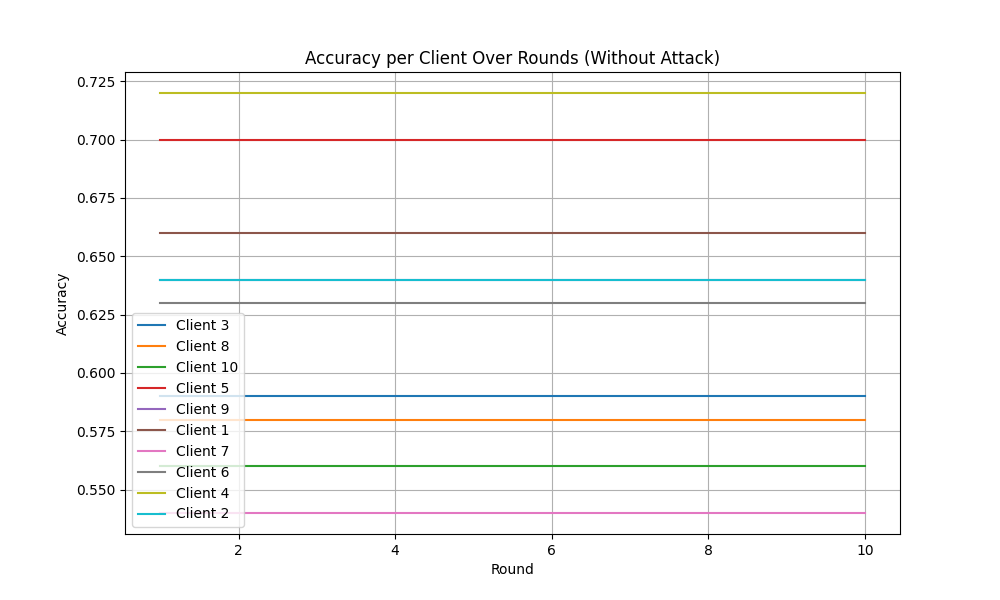 Accuracy per Client Over Rounds (Without Attack)
0.725
0.700
0.675
0.650
0.625
0.600
0.575
0.550
Accuracy
Client 3
Client 8
Client 10
Client 5
Client 9
Client 1
Client 7
Client 6
Client 4
Client 2
2
4
6
8
10
Round